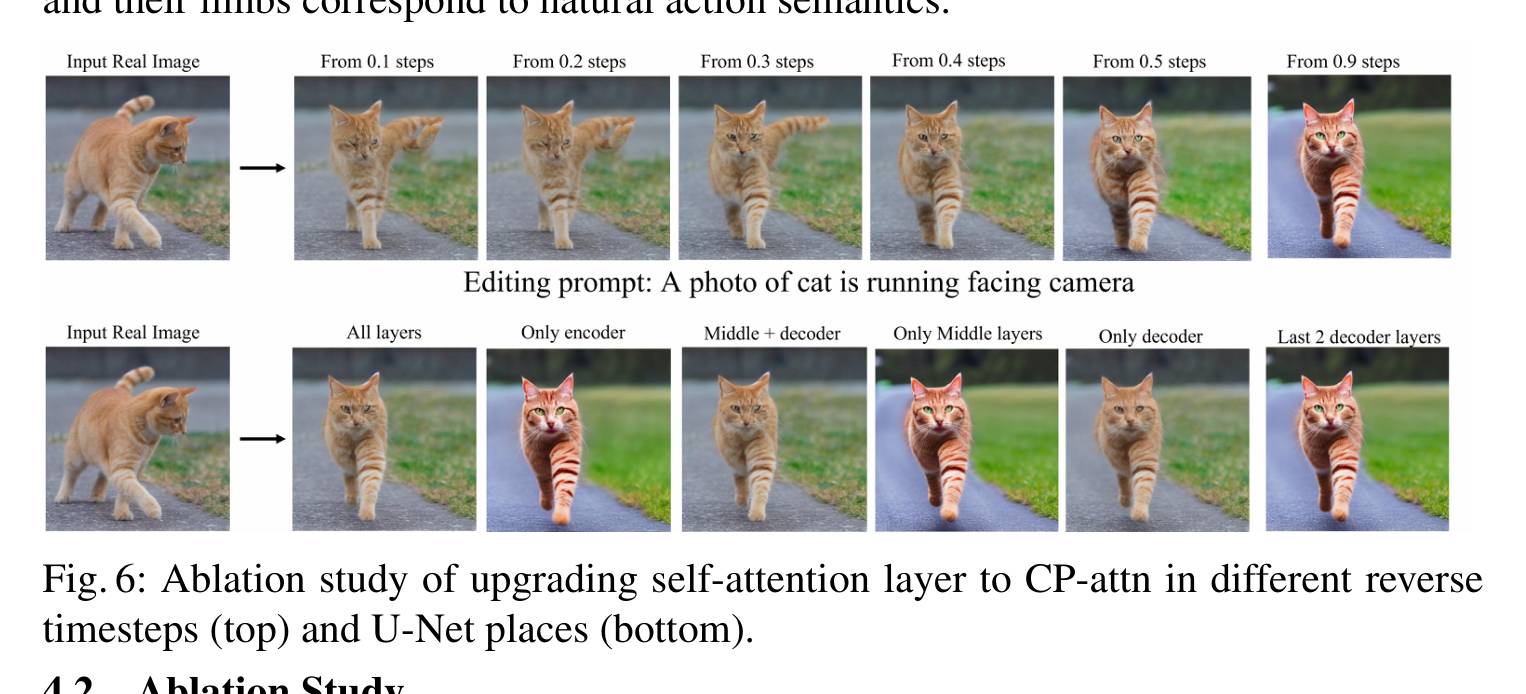 and their limbs correspond to natural action semantics.
Input Real Image From 0.1 steps From 0.2 steps From 0.3 steps From 0.4 steps From 0.5 steps From 0.9 steps
Editing prompt: A photo of cat is running facing camera
Input Real Image All layers Only encoder Middle + decoder Only Middle layers Only decoder Last 2 decoder layers
Fig. 6: Ablation study of upgrading self-attention layer to CP-attn in different reverse
timesteps (top) and U-Net places (bottom).
4.2 Ablation Study